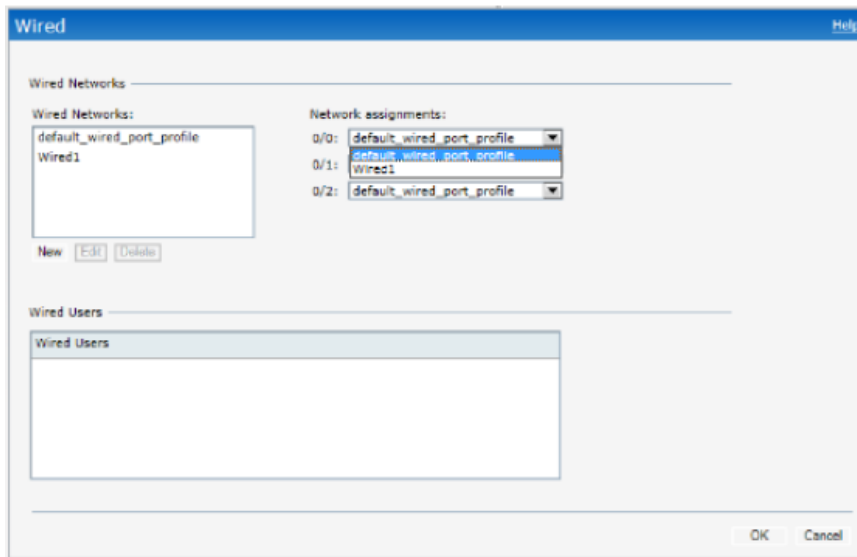 Wired
Help
Wired Networks
Wired Networks:
default_wired_port_profile
Wired1
New Edit Delete
Network assignments:
0/0: default_wired_port_profile
default_wired_port_profile
0/1: Wired1
0/2: default_wired_port_profile
Wired Users
Wired Users
OK Cancel